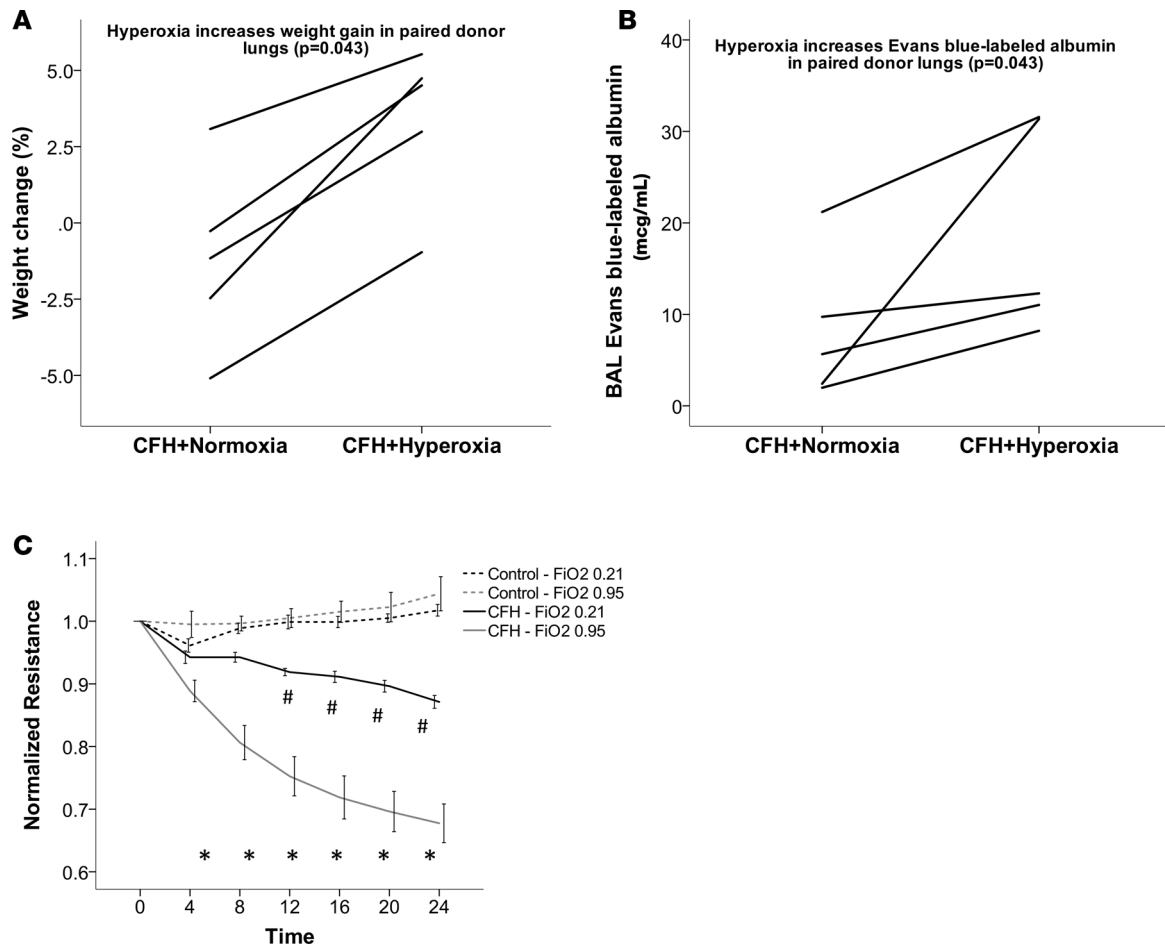 A
Hyperoxia increases weight gain in paired donor
lungs (p=0.043)
Weight change (%)
5.0
2.5
.0
-2.5
-5.0
CFH+Normoxia
CFH+Hyperoxia
B
Hyperoxia increases Evans blue-labeled albumin
in paired donor lungs (p=0.043)
BAL Evans blue-labeled albumin
(mcg/mL)
40
30
20
10
0
CFH+Normoxia
CFH+Hyperoxia
C
Normalized Resistance
1.1
1.0
0.9
0.8
0.7
0.6
Control - FiO2 0.21
Control - FiO2 0.95
CFH - FiO2 0.21
CFH - FiO2 0.95
# # # #
* * * * * *
0 4 8 12 16 20 24
Time